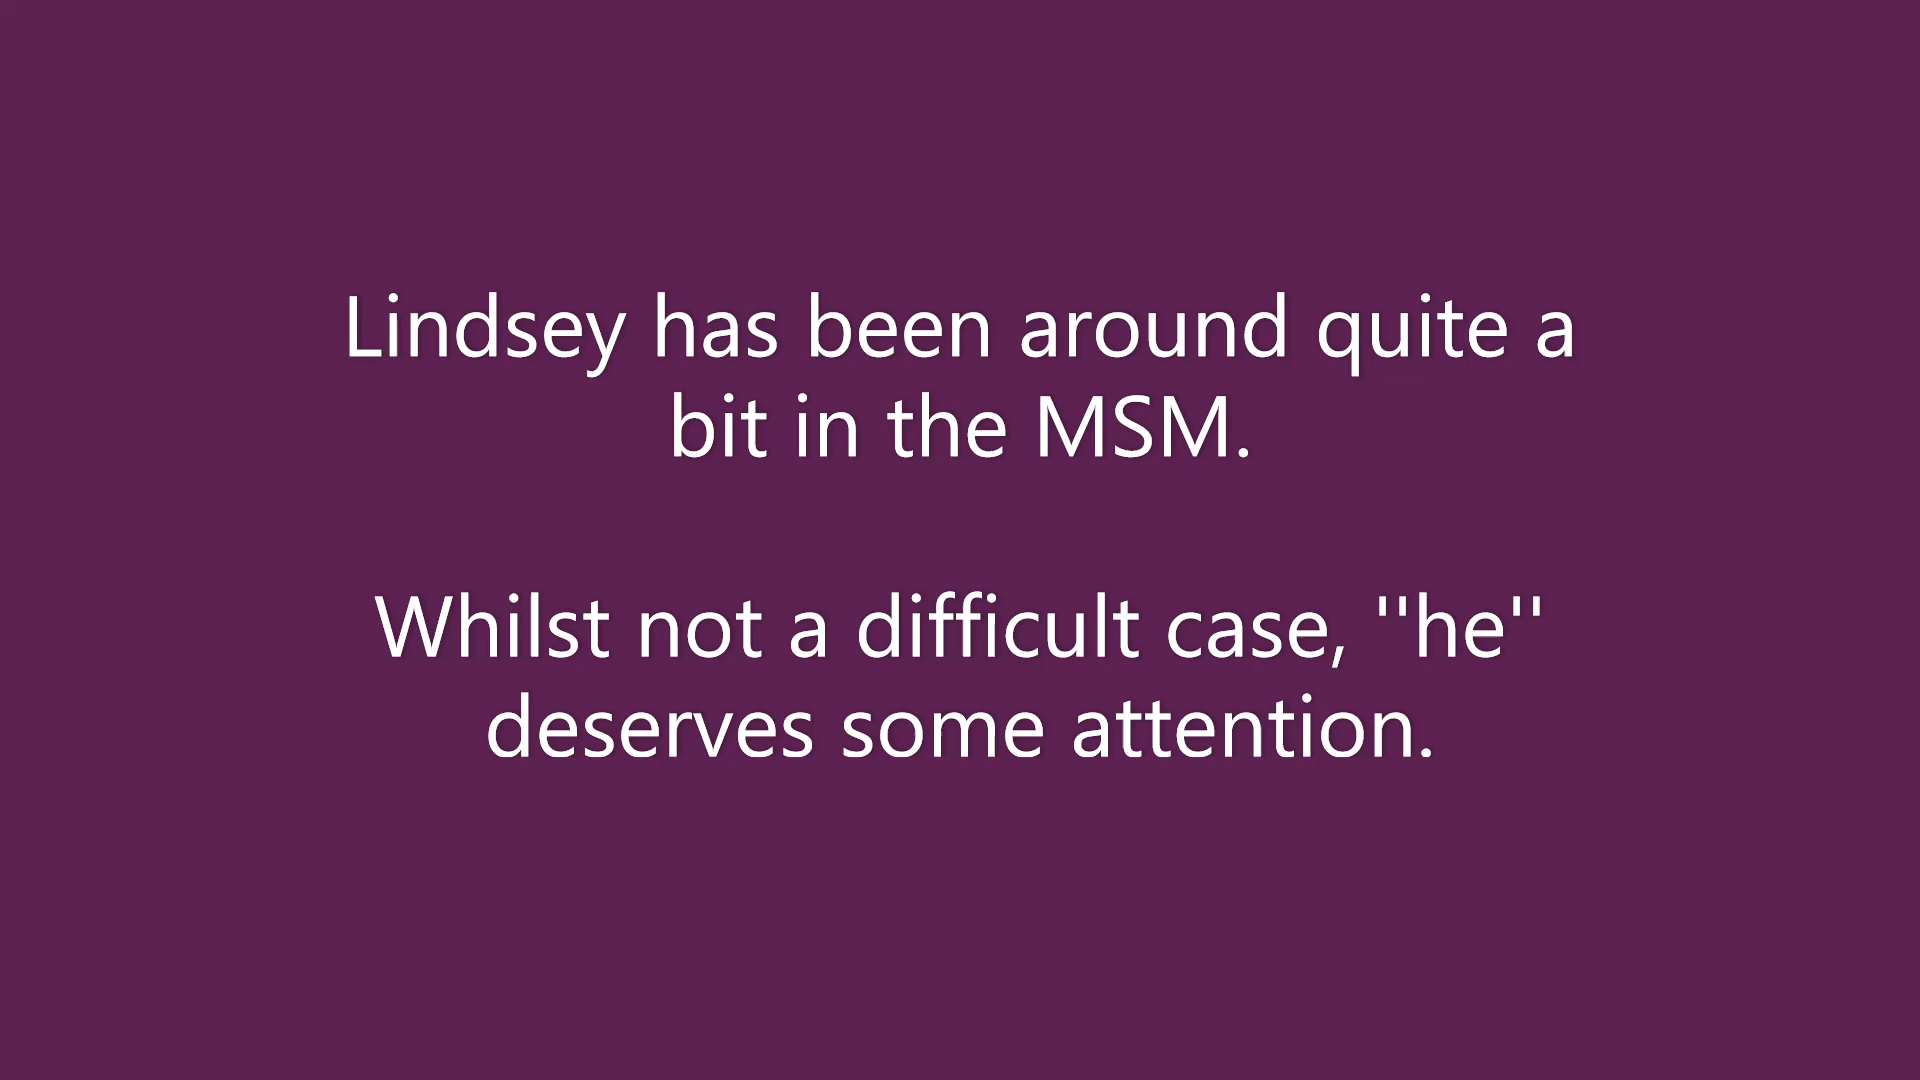 Lindsey has been around quite a
bit in the MSM.
Whilst not a difficult case, "he"
deserves some attention.